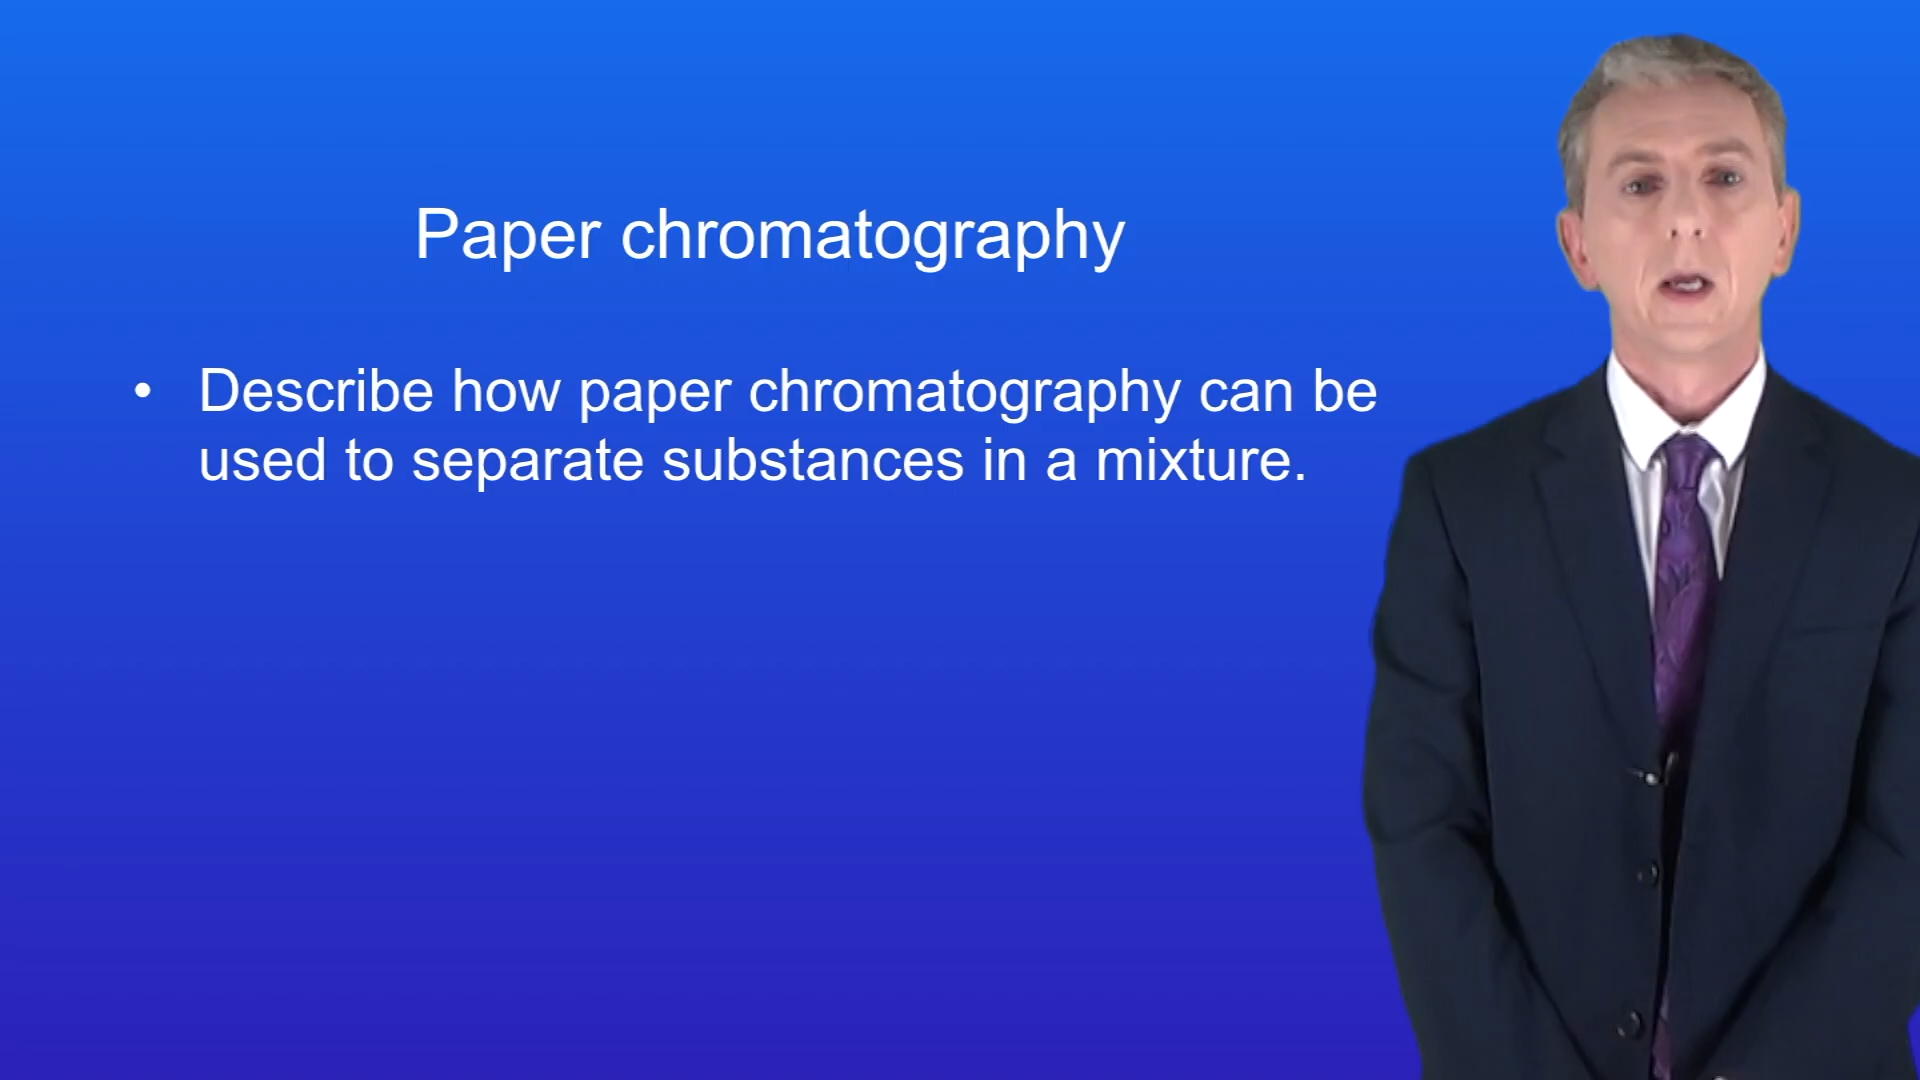 Paper chromatography
• Describe how paper chromatography can be
used to separate substances in a mixture.